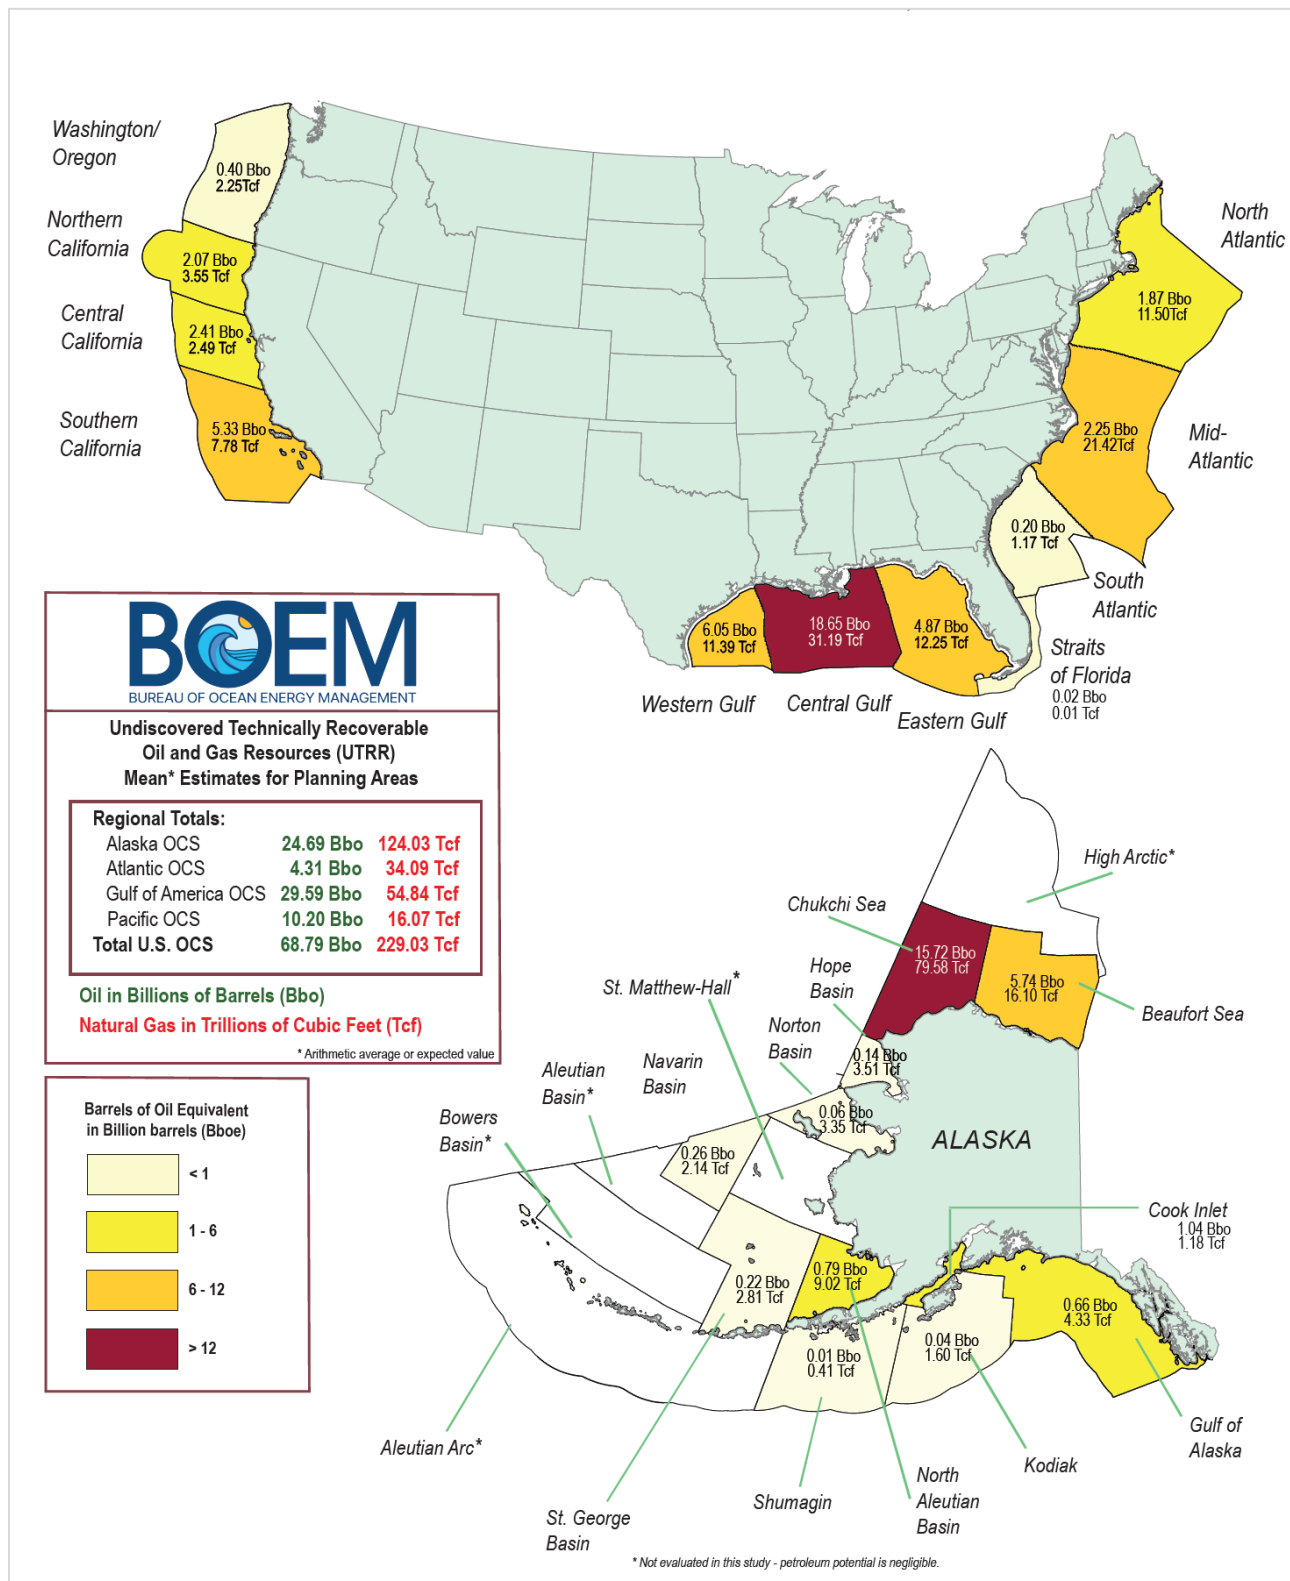 Washington/
Oregon
0.40 Bbo
2.25Tcf
Northern
California
2.07 Bbo
3.55 Tcf
Central
California
2.41 Bbo
2.49 Tcf
Southern
California
5.33 Bbo
7.78 Tcf
North
Atlantic
1.87 Bbo
11.50Tcf
Mid-
Atlantic
2.25 Bbo
21.42Tcf
0.20 Bbo
1.17 Tcf
South
Atlantic
Straits
of Florida
0.02 Bbo
0.01 Tcf
6.05 Bbo
11.39 Tcf
Western Gulf
18.65 Bbo
31.19 Tcf
Central Gulf
4.87 Bbo
12.25 Tcf
Eastern Gulf
BOEM
BUREAU OF OCEAN ENERGY MANAGEMENT
Undiscovered Technically Recoverable
Oil and Gas Resources (UTRR)
Mean* Estimates for Planning Areas
Regional Totals:
Alaska OCS 24.69 Bbo 124.03 Tcf
Atlantic OCS 4.31 Bbo 34.09 Tcf
Gulf of America OCS 29.59 Bbo 54.84 Tcf
Pacific OCS 10.20 Bbo 16.07 Tcf
Total U.S. OCS 68.79 Bbo 229.03 Tcf
Oil in Billions of Barrels (Bbo)
Natural Gas in Trillions of Cubic Feet (Tcf)
* Arithmetic average or expected value
Barrels of Oil Equivalent
in Billion barrels (Bboe)
< 1
1 - 6
6 - 12
> 12
High Arctic*
Chukchi Sea
15.72 Bbo
79.58 Tcf
5.74 Bbo
16.10 Tcf
Beaufort Sea
Hope
Basin
0.14 Bbo
3.51 Tcf
St. Matthew-Hall*
Norton
Basin
0.06 Bbo
3.35 Tcf
Navarin
Basin
0.26 Bbo
2.14 Tcf
Aleutian
Basin*
Bowers
Basin*
ALASKA
Cook Inlet
1.04 Bbo
1.18 Tcf
0.79 Bbo
9.02 Tcf
0.22 Bbo
2.81 Tcf
0.66 Bbo
4.33 Tcf
0.04 Bbo
1.60 Tcf
0.01 Bbo
0.41 Tcf
Aleutian Arc*
Gulf of
Alaska
Kodiak
North
Aleutian
Basin
Shumagin
St. George
Basin
* Not evaluated in this study - petroleum potential is negligible.